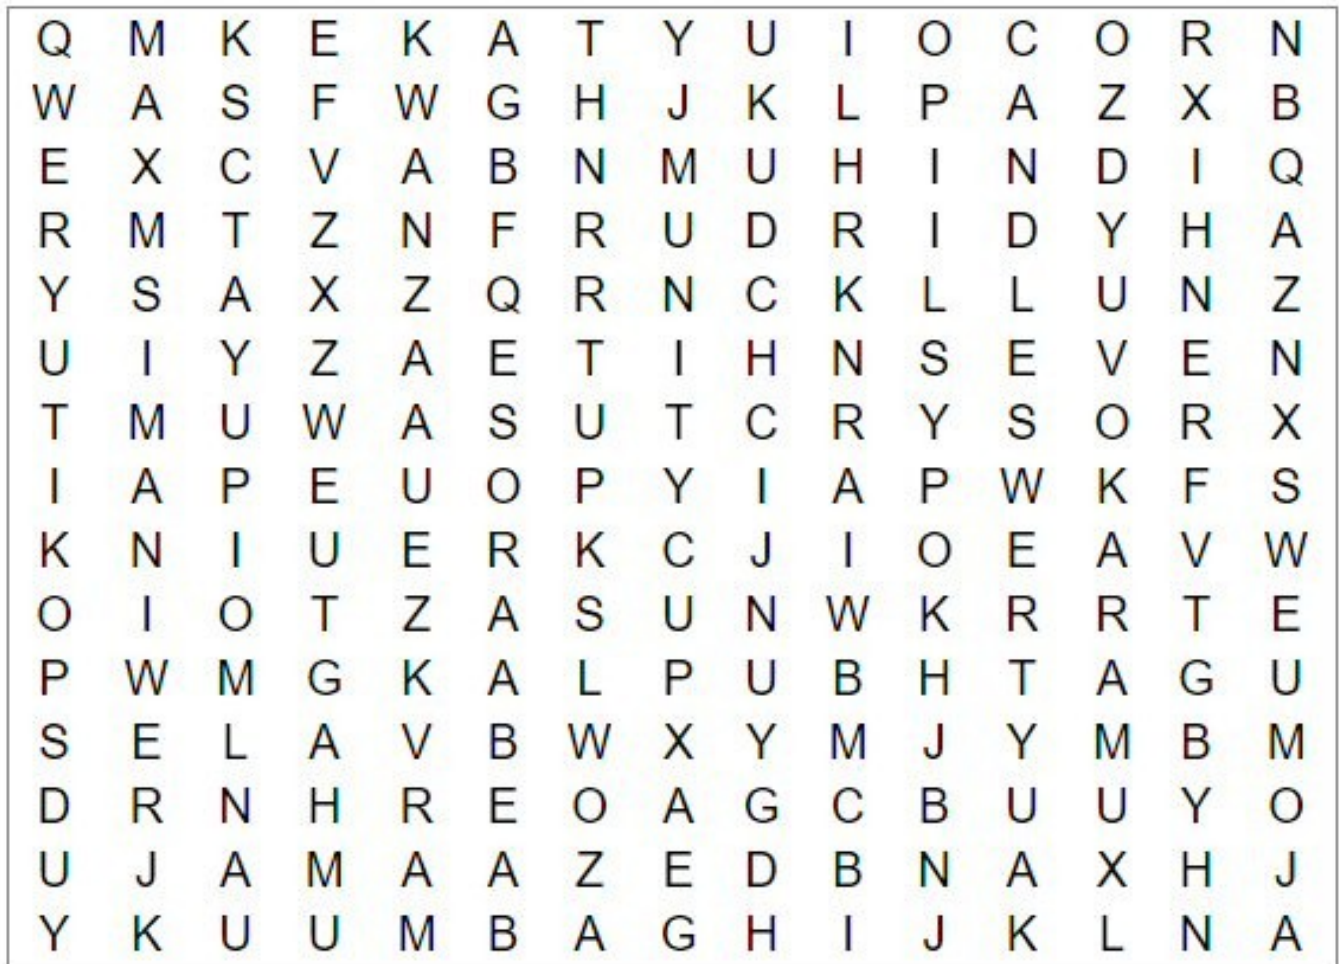 Q M K E K A T Y U I O C O R N
W A S F W G H J K L P A Z X B
E X C V A B N M U H I N D I Q
R M T Z N F R U D R I D Y H A
Y S A X Z Q R N C K L L U N Z
U I Y Z A E T I H N S E V E N
T M U W A S U T C R Y S O R X
I A P E U O P Y I A P W K F S
K N I U E R K C J I O E A V W
O I O T Z A S U N W K R R T E
P W M G K A L P U B H T A G U
S E L A V B W X Y M J Y M B M
D R N H R E O A G C B U U Y O
U J A M A A Z E D B N A X H J
Y K U U M B A G H I J K L N A